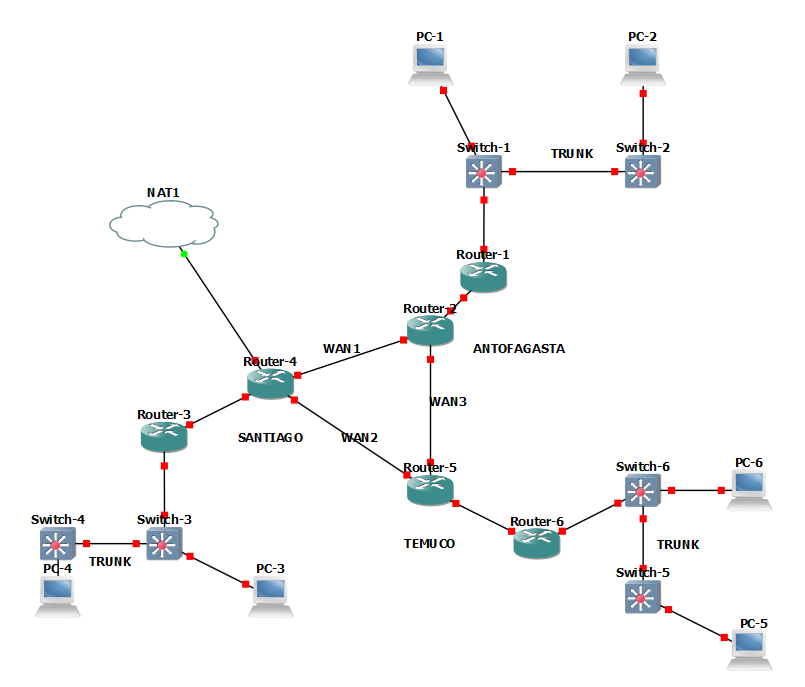 PC-1
PC-2
Switch-1
TRUNK
Switch-2
NAT1
Router-1
Router-2
WAN1
ANTOFAGASTA
Router-4
WAN3
Router-3
SANTIAGO
WAN2
Router-5
Switch-6
PC-6
Switch-4
Switch-3
Router-6
TEMUCO
TRUNK
TRUNK
PC-4
PC-3
Switch-5
PC-5